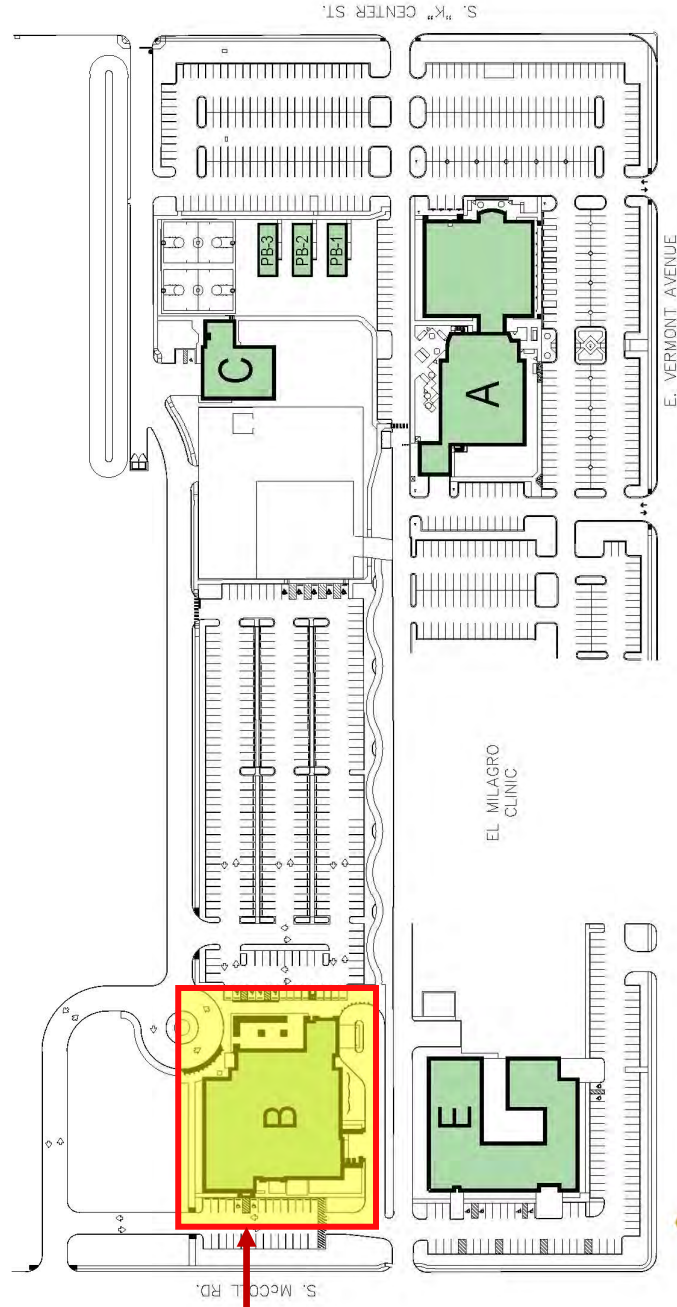 S. "K" CENTER ST.
PB-3
PB-2
PB-1
C
A
E. VERMONT AVENUE
EL MILAGRO
CLINIC
B
E
S. McCOLL RD.